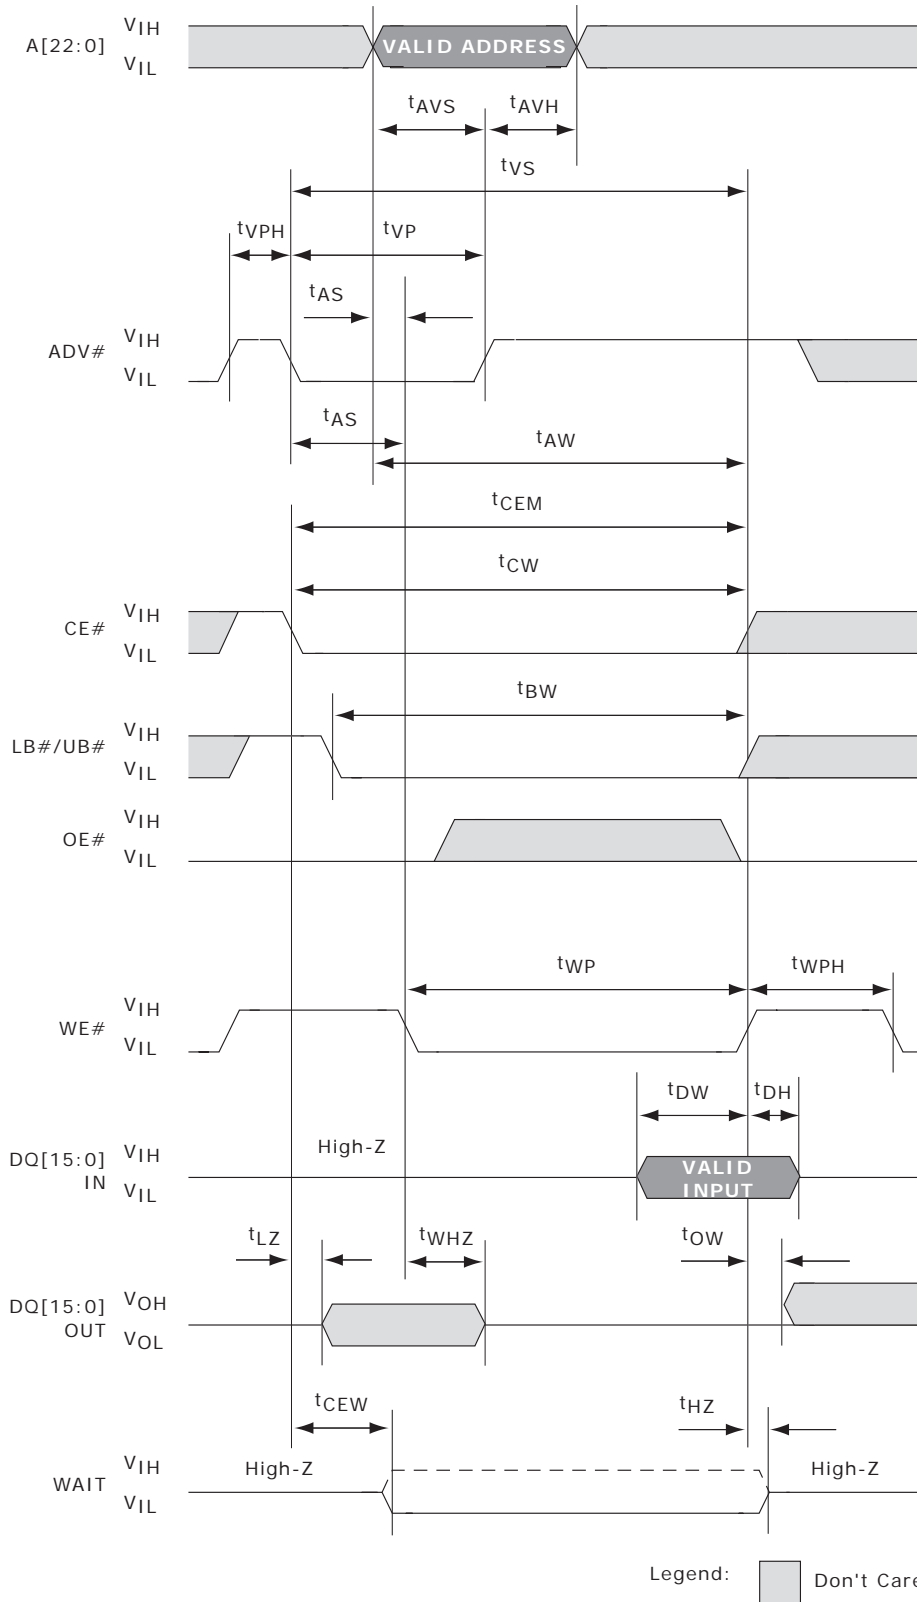 A[22:0]
VIH
VIL
VALID ADDRESS
tAVS
tAVH
tVS
tVPH
tVP
tAS
ADV#
VIH
VIL
tAS
tAW
tCEM
tCW
CE#
VIH
VIL
tBW
LB#/UB#
VIH
VIL
OE#
VIH
VIL
tWP
tWPH
WE#
VIH
VIL
tDW
tDH
DQ[15:0]
IN
VIH
VIL
High-Z
VALID
INPUT
tLZ
tWHZ
tOW
DQ[15:0]
OUT
VOH
VOL
tCEW
tHZ
WAIT
VIH
VIL
High-Z
High-Z
Legend:
Don't Care